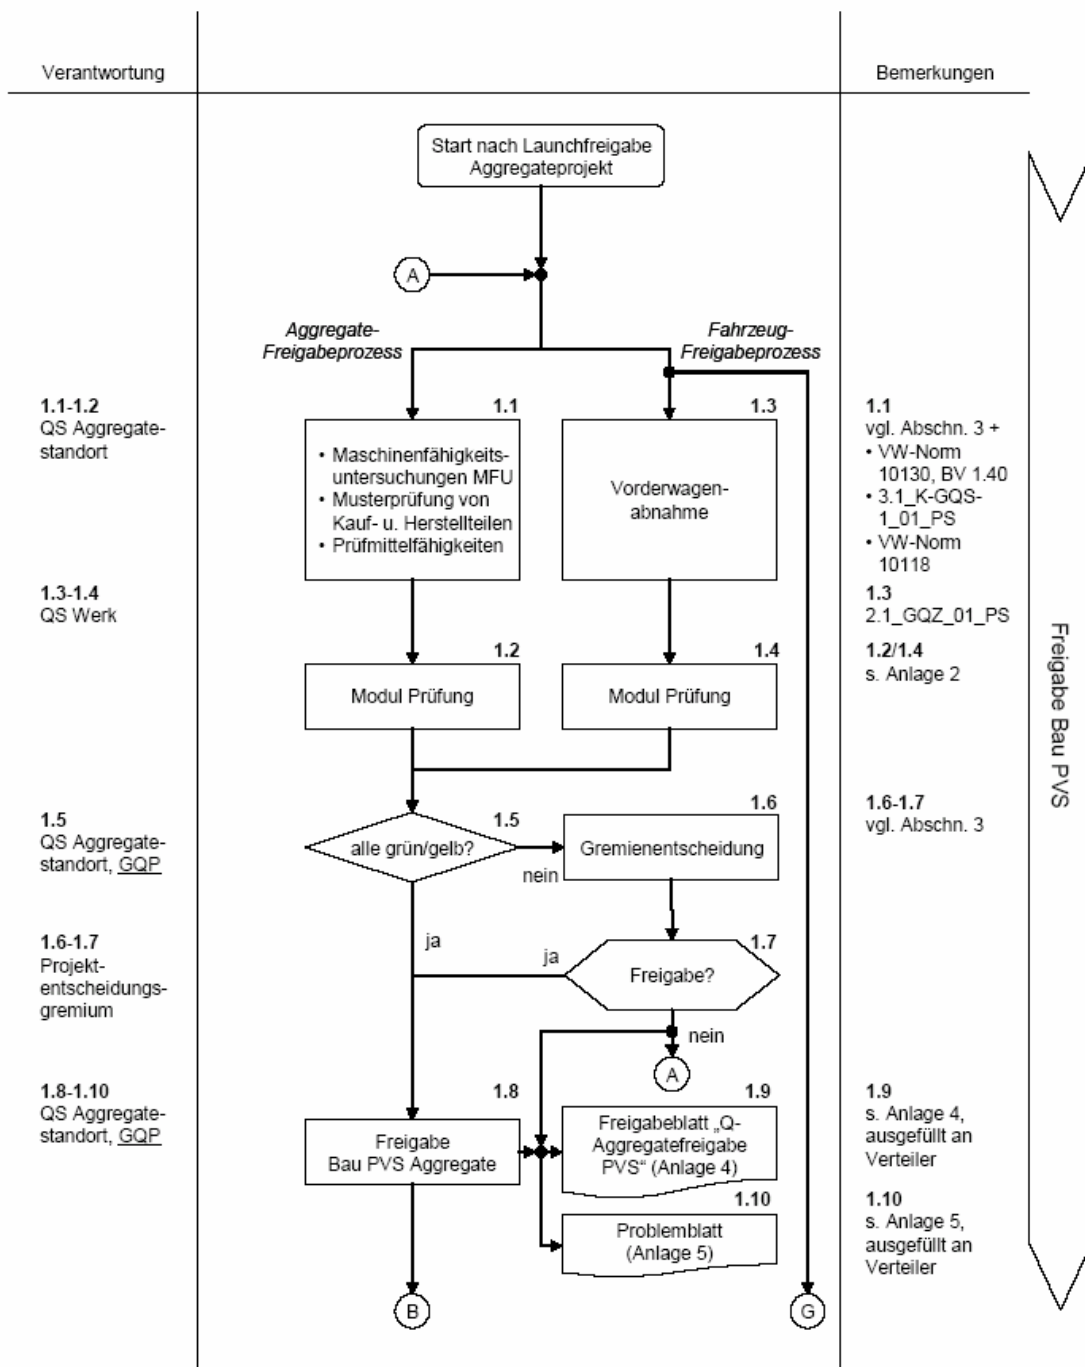 Verantwortung
Bemerkungen
Start nach Launchfreigabe
Aggregateprojekt
A
Aggregate-
Freigabeprozess
Fahrzeug-
Freigabeprozess
1.1-1.2
QS Aggregate-
standort
1.1
• Maschinenfähigkeits-
untersuchungen MFU
• Musterprüfung von
Kauf- u. Herstellteilen
• Prüfmittelfähigkeiten
1.3
Vorderwagen-
abnahme
1.1
vgl. Abschn. 3 +
• VW-Norm
10130, BV 1.40
• 3.1_K-GQS-
1_01_PS
• VW-Norm
10118
1.3-1.4
QS Werk
1.3
2.1_GQZ_01_PS
1.2
Modul Prüfung
1.4
Modul Prüfung
1.2/1.4
s. Anlage 2
Freigabe Bau PVS
1.5
QS Aggregate-
standort, GQP
1.5
alle grün/gelb?
nein
1.6
Gremienentscheidung
1.6-1.7
vgl. Abschn. 3
1.6-1.7
Projekt-
entscheidungs-
gremium
ja
ja
1.7
Freigabe?
nein
A
1.8-1.10
QS Aggregate-
standort, GQP
1.8
Freigabe
Bau PVS Aggregate
1.9
Freigabeblatt „Q-
Aggregatefreigabe
PVS“ (Anlage 4)
1.9
s. Anlage 4,
ausgefüllt an
Verteiler
1.10
Problemblatt
(Anlage 5)
1.10
s. Anlage 5,
ausgefüllt an
Verteiler
B
G